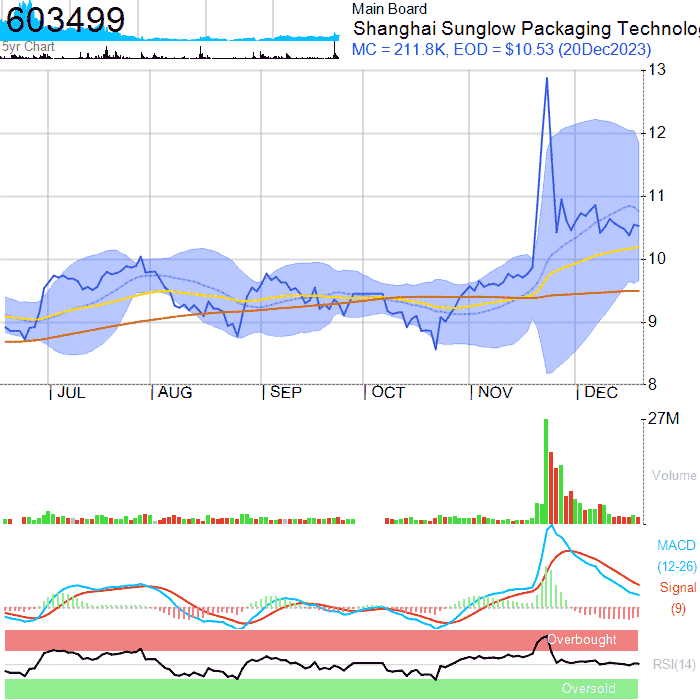 603499
5yr Chart
Main Board
Shanghai Sunglow Packaging Technolo
MC = 211.8K, EOD = $10.53 (20Dec2023)
13
12
11
10
9
8
JUL
AUG
SEP
OCT
NOV
DEC
27M
Volume
MACD
(12-26)
Signal
(9)
Overbought
RSI(14)
Oversold